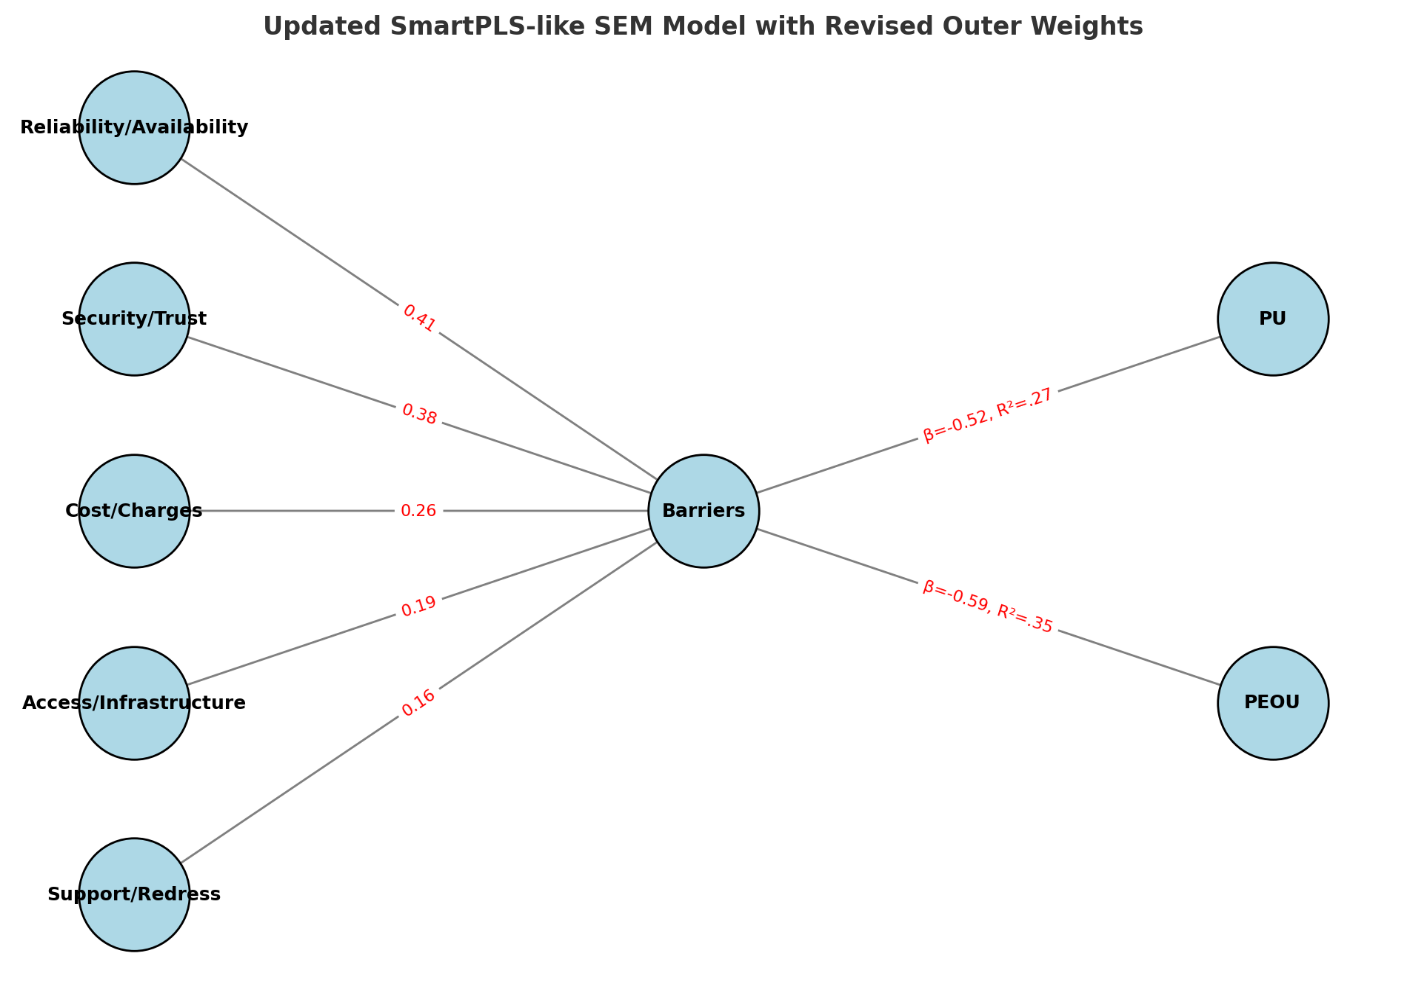 Updated SmartPLS-like SEM Model with Revised Outer Weights
Reliability/Availability
Security/Trust
Cost/Charges
Access/Infrastructure
Support/Redress
0.41
0.38
0.26
0.19
0.16
Barriers
β=-0.52, R²=.27
β=-0.59, R²=.35
PU
PEOU